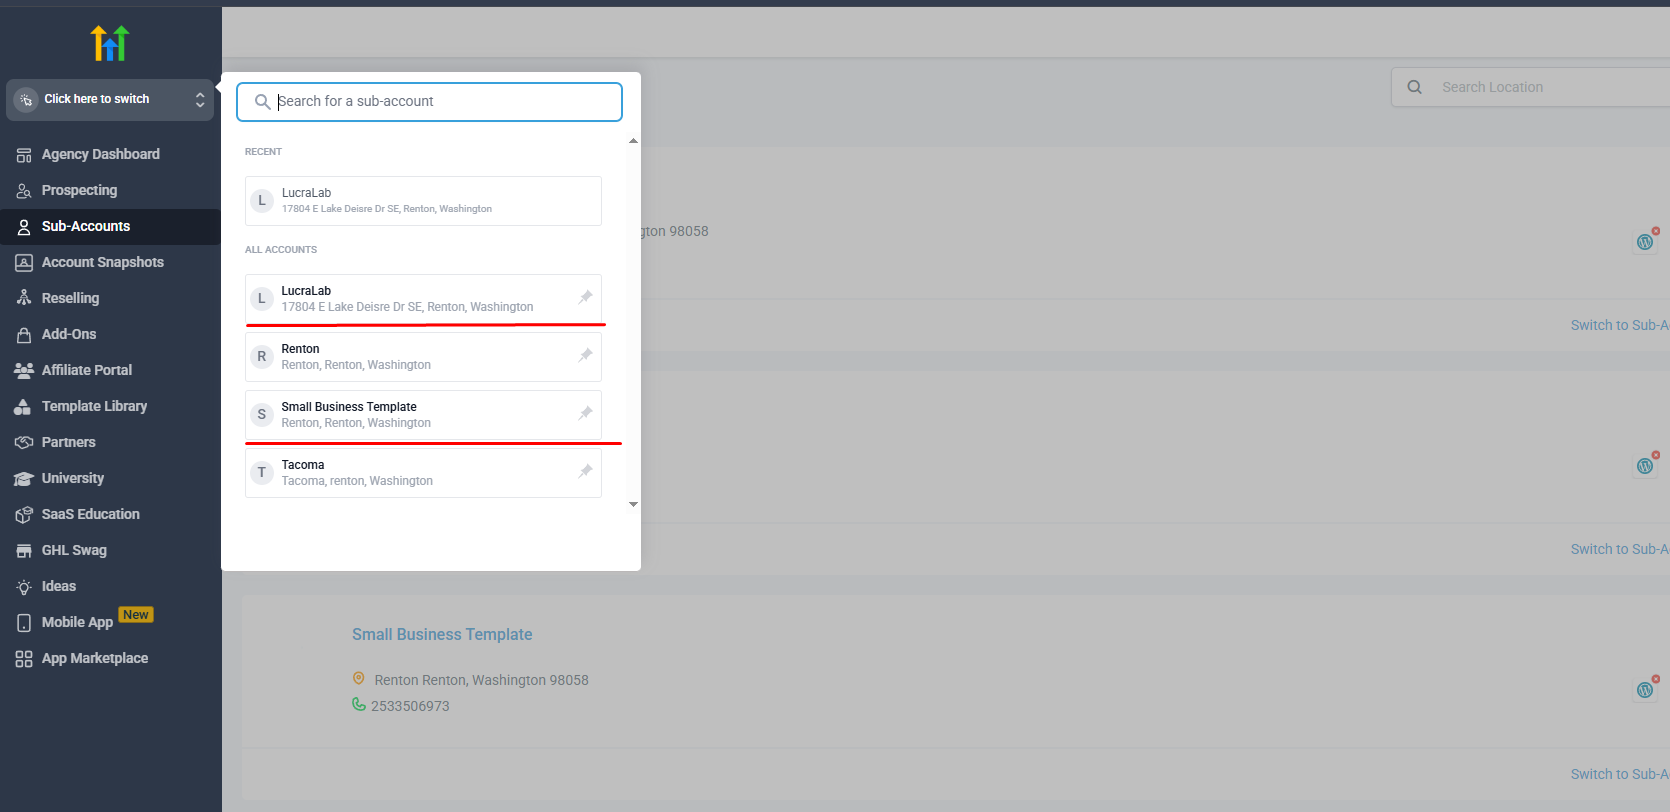 Click here to switch
Agency Dashboard
Prospecting
Sub-Accounts
Account Snapshots
Reselling
Add-Ons
Affiliate Portal
Template Library
Partners
University
SaaS Education
GHL Swag
Ideas
Mobile App New
App Marketplace
Search for a sub-account
RECENT
L LucraLab
17804 E Lake Deisre Dr SE, Renton, Washington
ALL ACCOUNTS
L LucraLab
17804 E Lake Deisre Dr SE, Renton, Washington
R Renton
Renton, Renton, Washington
S Small Business Template
Renton, Renton, Washington
T Tacoma
Tacoma, renton, Washington
Search Location
gton 98058
Switch to Sub-A
Switch to Sub-A
Small Business Template
Renton Renton, Washington 98058
2533506973
Switch to Sub-A